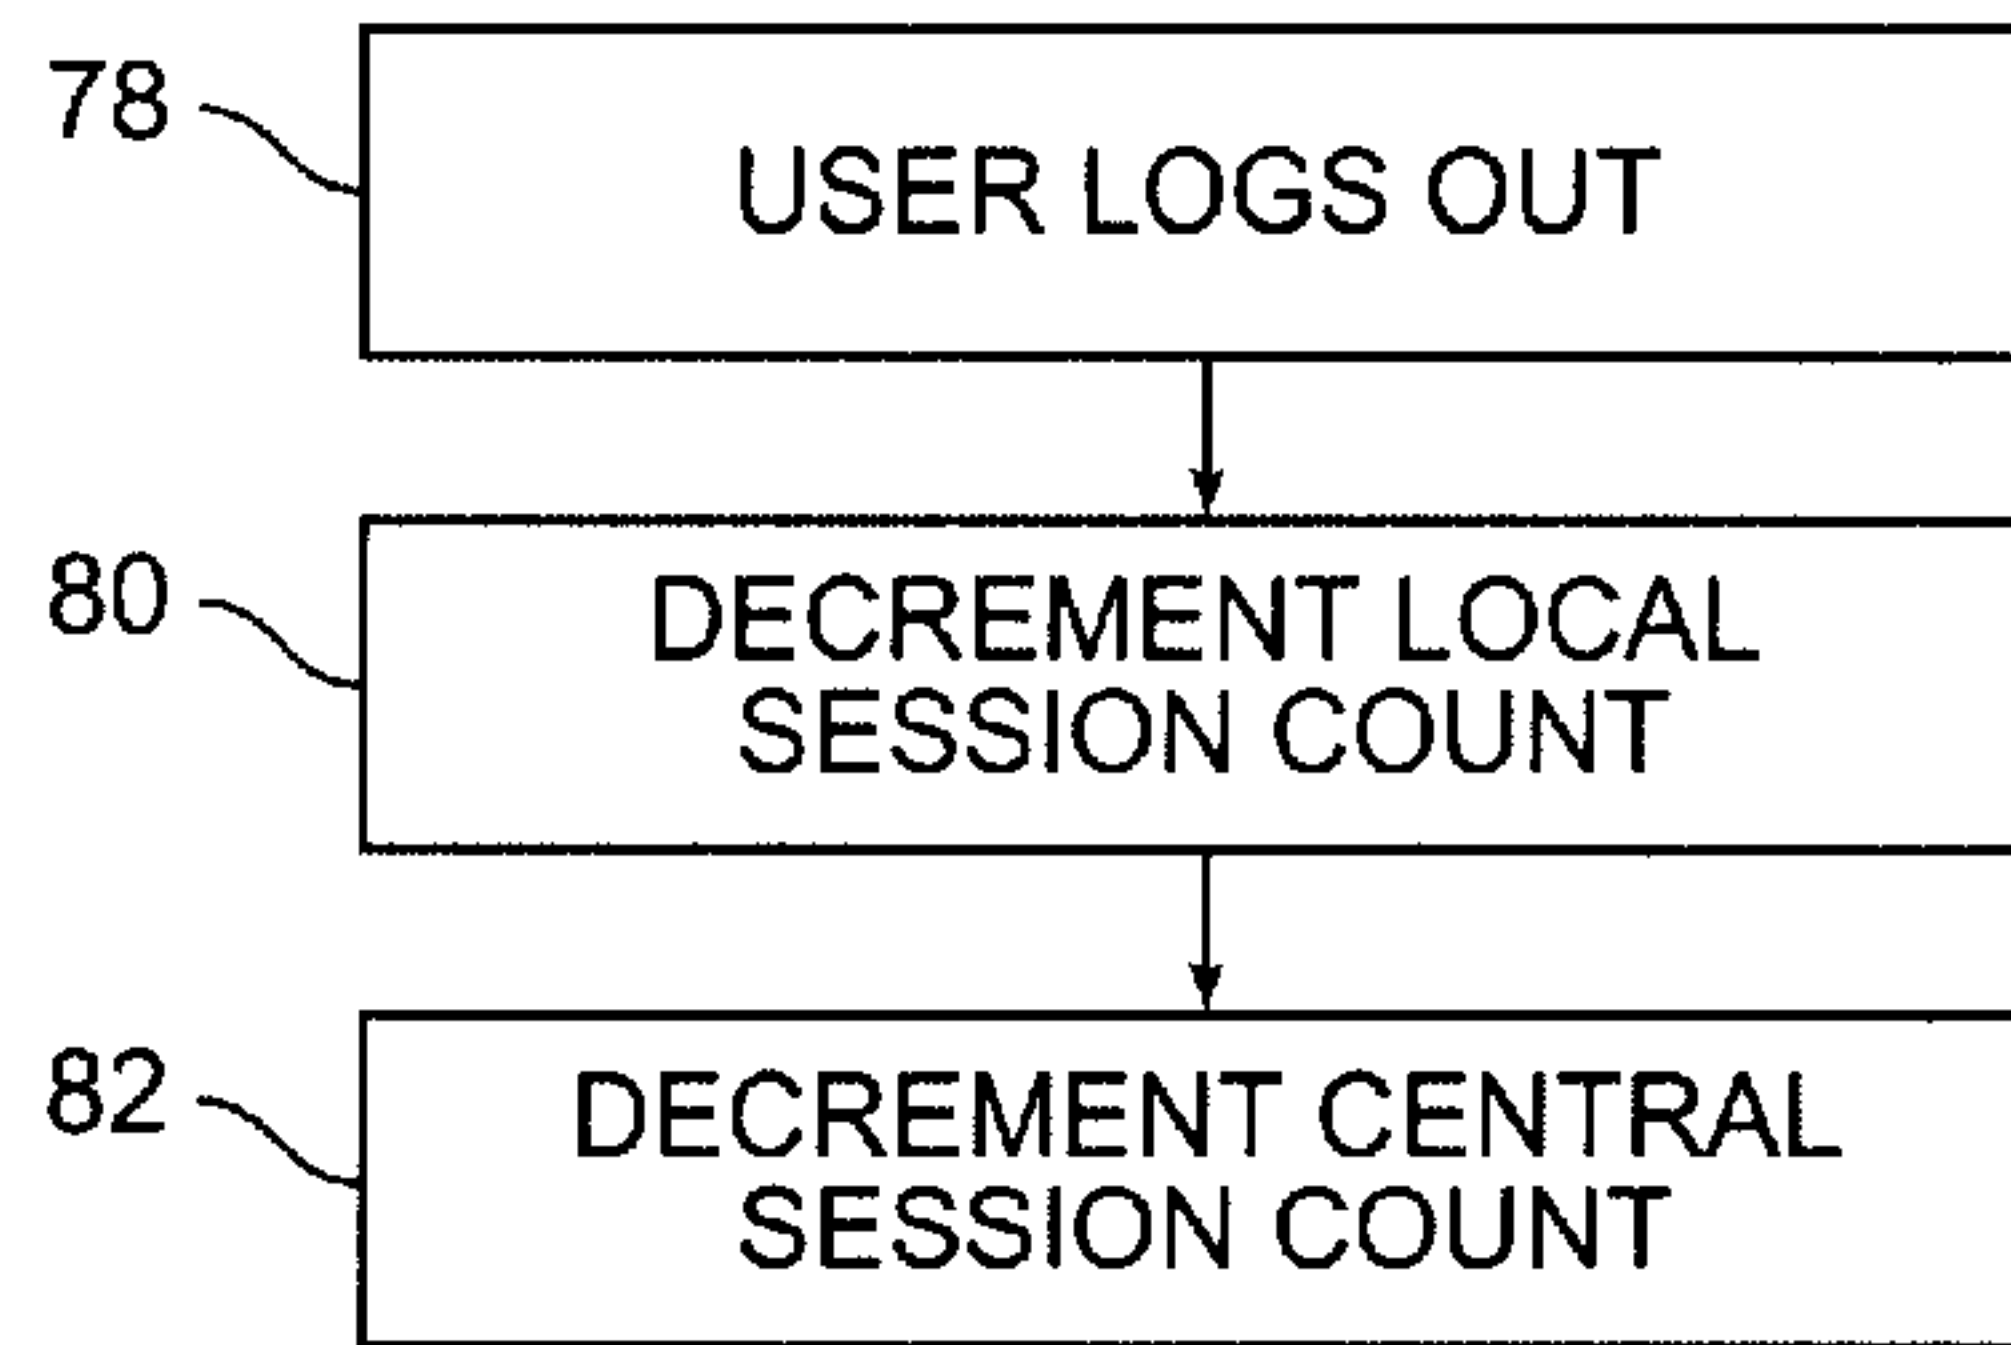 78
USER LOGS OUT
80
DECREMENT LOCAL
SESSION COUNT
82
DECREMENT CENTRAL
SESSION COUNT